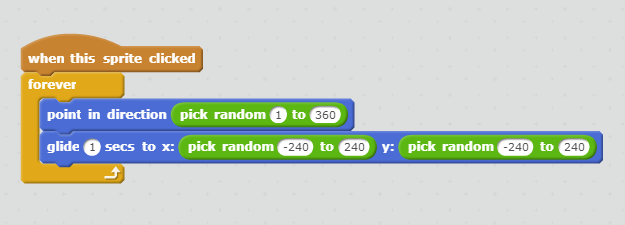 when this sprite clicked
forever
point in direction pick random 1 to 360
glide 1 secs to x: pick random -240 to 240 y: pick random -240 to 240